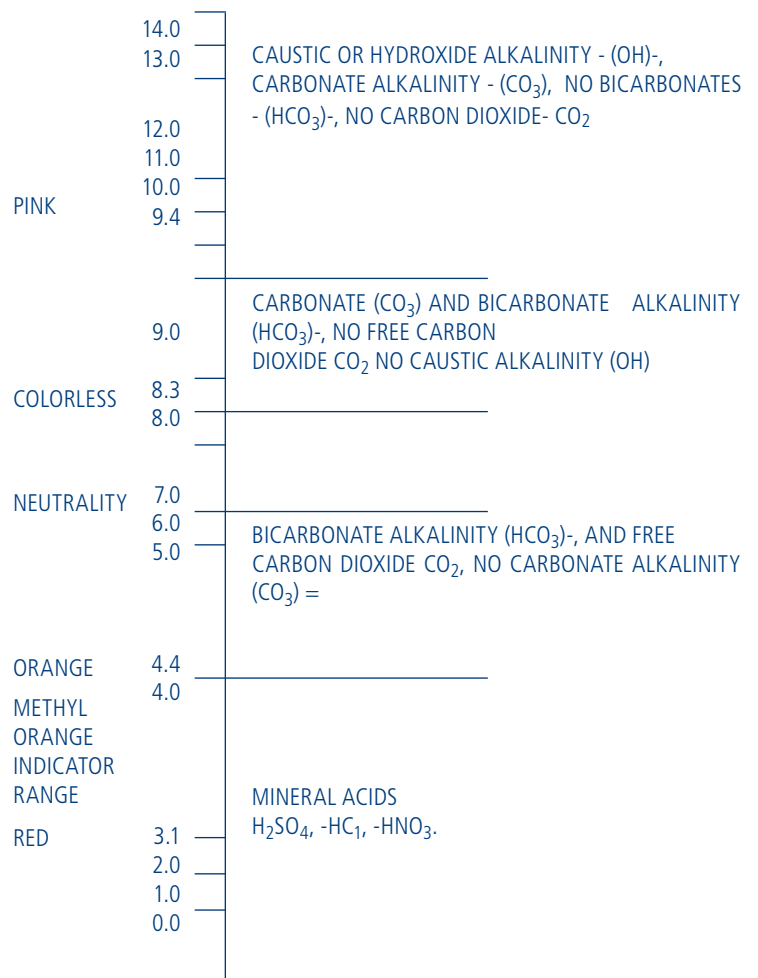 14.0
13.0
CAUSTIC OR HYDROXIDE ALKALINITY - (OH)-,
CARBONATE ALKALINITY - (CO₃), NO BICARBONATES
- (HCO₃)-, NO CARBON DIOXIDE- CO₂
12.0
11.0
10.0
PINK
9.4
CARBONATE (CO₃) AND BICARBONATE ALKALINITY
(HCO₃)-, NO FREE CARBON
DIOXIDE CO₂ NO CAUSTIC ALKALINITY (OH)
9.0
8.3
COLORLESS
8.0
NEUTRALITY 7.0
6.0
5.0
BICARBONATE ALKALINITY (HCO₃)-, AND FREE
CARBON DIOXIDE CO₂, NO CARBONATE ALKALINITY
(CO₃) =
ORANGE 4.4
4.0
METHYL
ORANGE
INDICATOR
RANGE
MINERAL ACIDS
H₂SO₄, -HC₁, -HNO₃.
RED 3.1
2.0
1.0
0.0